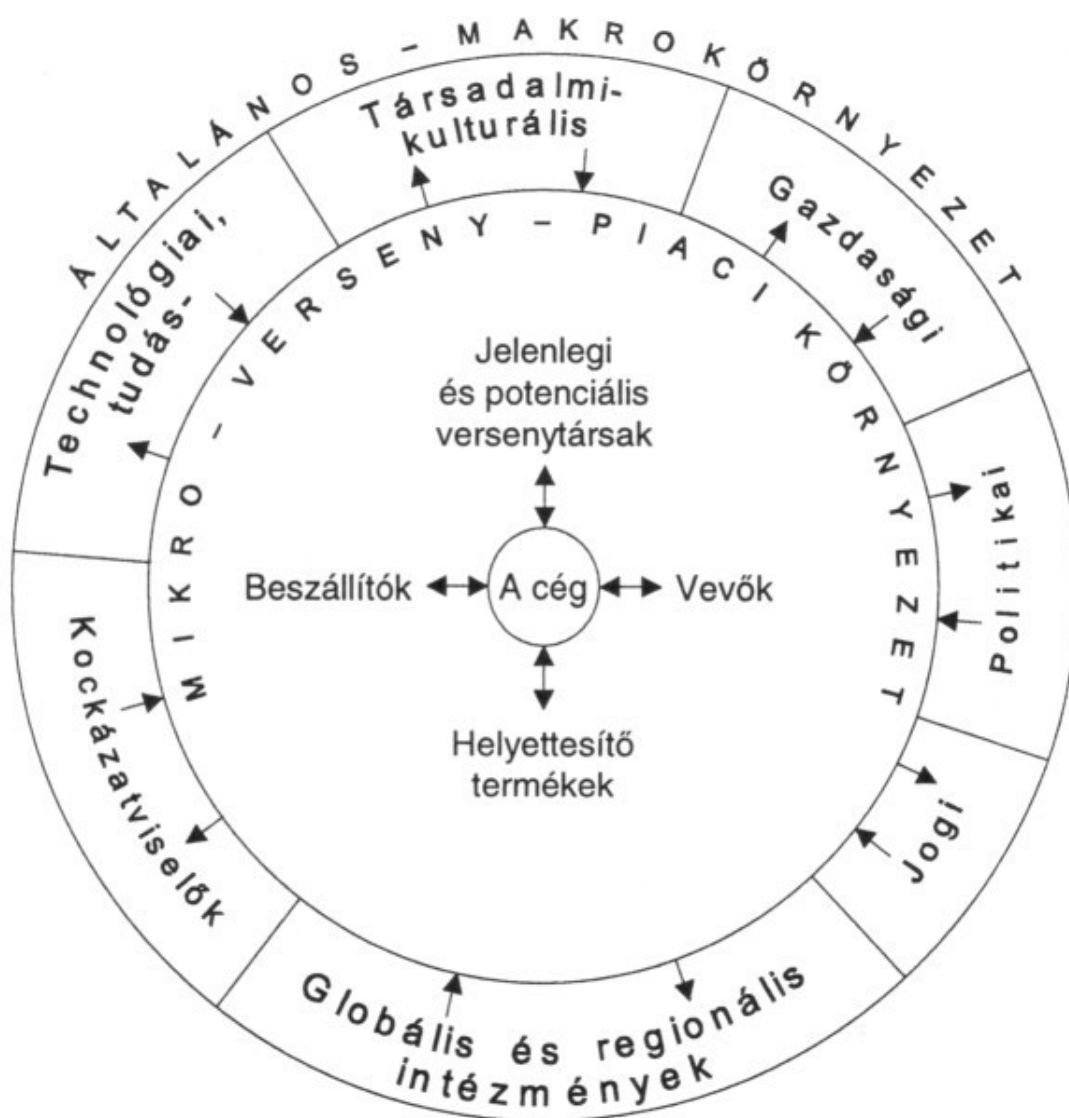 ÁLTALÁNOS – MAKROKÖRNYEZET
Társadalmi-
kulturális
Gazdasági
Technológiai,
tudás-
Politikai
Jogi
Kockázatviselők
Globális és regionális
intézmények
MIKRO – VERSENY – PIACI KÖRNYEZET
Jelenlegi
és potenciális
versenytársak
Beszállítók
A cég
Vevők
Helyettesítő
termékek